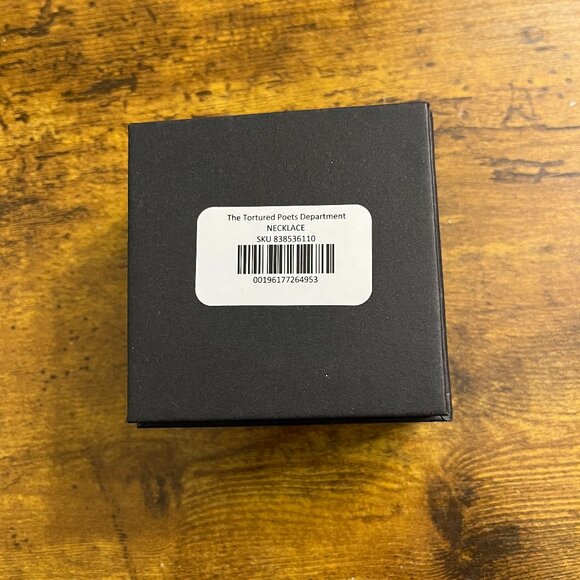 The Tortured Poets Department
NECKLACE
SKU 838536110
00196177264953